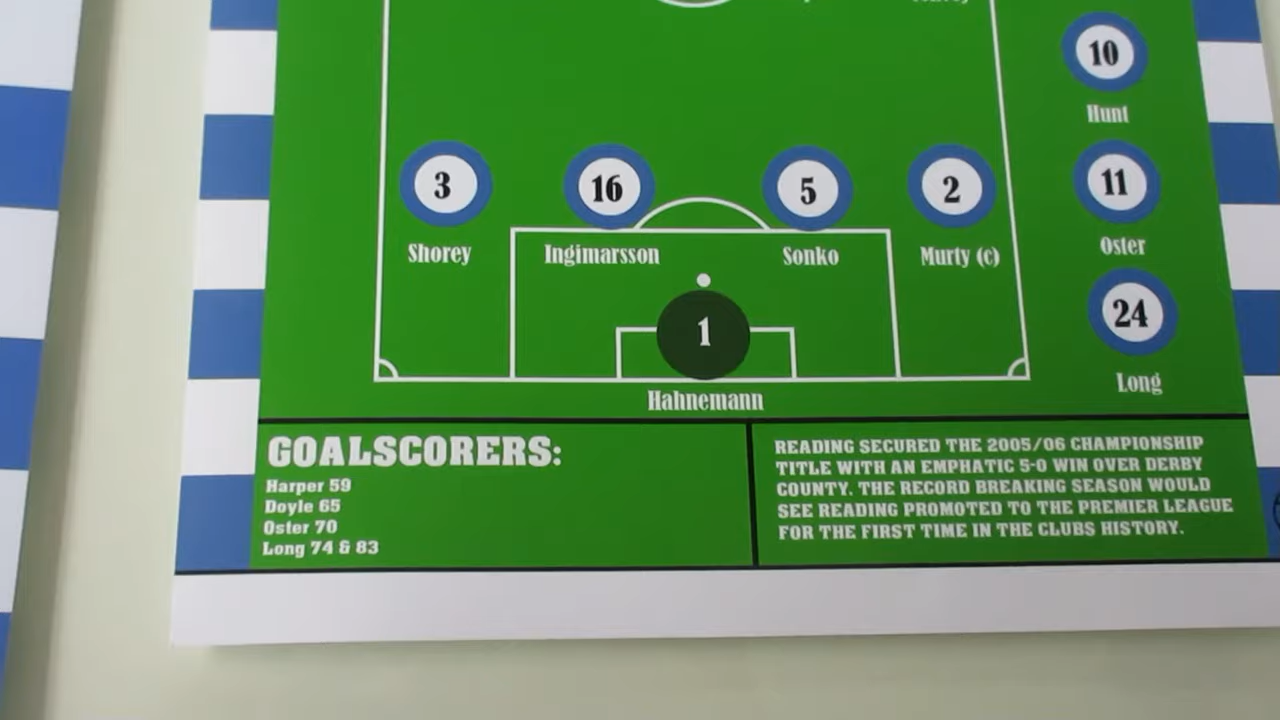 10
Hunt
3
16
5
2
11
Shorey
Ingimarsson
Sonko
Murty (c)
Oster
1
24
Long
Hahnemann
GOALSCORERS:
Harper 59
Doyle 65
Oster 70
Long 74 & 83
READING SECURED THE 2005/06 CHAMPIONSHIP
TITLE WITH AN EMPHATIC 5-0 WIN OVER DERBY
COUNTY. THE RECORD BREAKING SEASON WOULD
SEE READING PROMOTED TO THE PREMIER LEAGUE
FOR THE FIRST TIME IN THE CLUBS HISTORY.